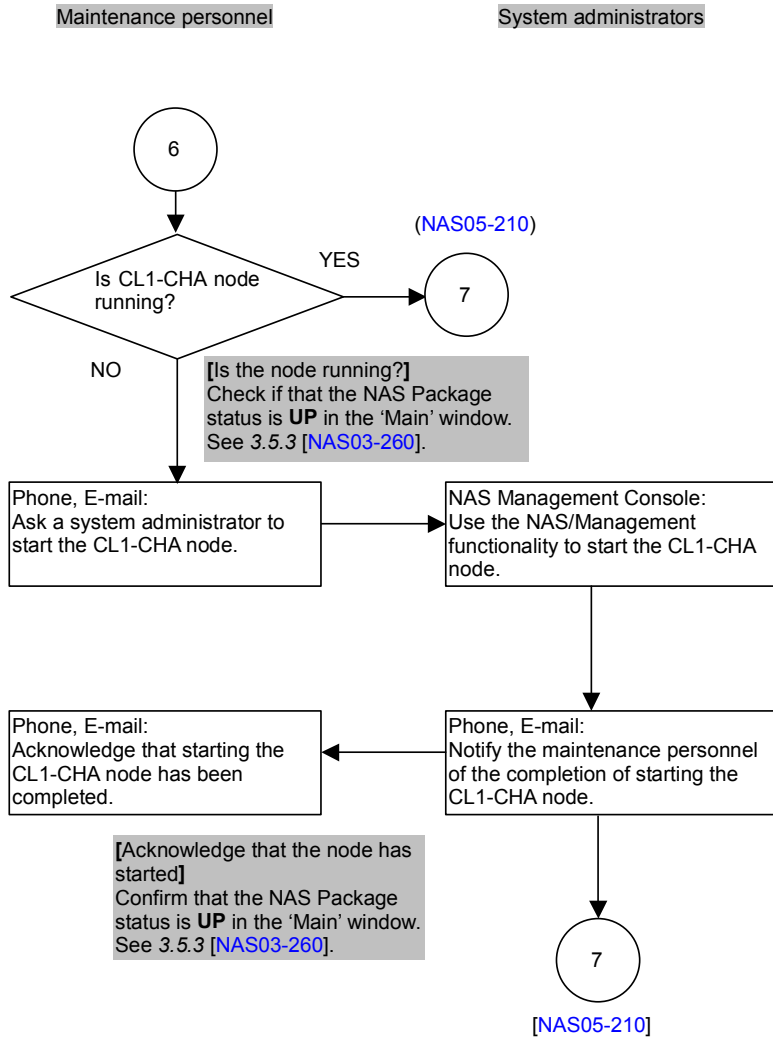 Maintenance personnel
System administrators
6
(NAS05-210)
YES
Is CL1-CHA node
running?
7
NO
[Is the node running?]
Check if that the NAS Package
status is UP in the ‘Main’ window.
See 3.5.3 [NAS03-260].
Phone, E-mail:
Ask a system administrator to
start the CL1-CHA node.
NAS Management Console:
Use the NAS/Management
functionality to start the CL1-CHA
node.
Phone, E-mail:
Acknowledge that starting the
CL1-CHA node has been
completed.
Phone, E-mail:
Notify the maintenance personnel
of the completion of starting the
CL1-CHA node.
[Acknowledge that the node has
started]
Confirm that the NAS Package
status is UP in the ‘Main’ window.
See 3.5.3 [NAS03-260].
7
[NAS05-210]